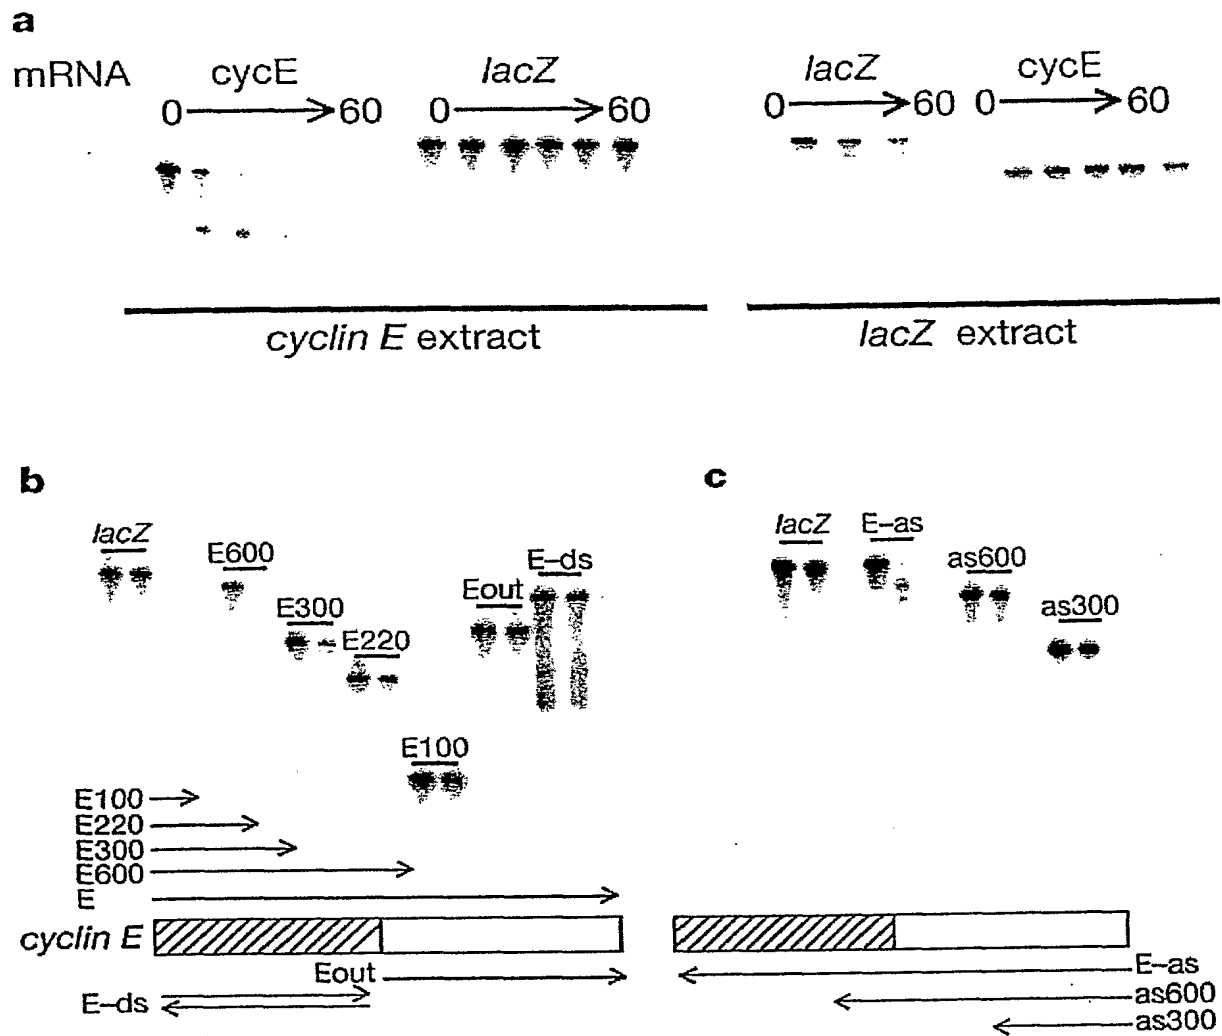 a
mRNA cycE lacZ lacZ cycE
0 60 0 60 0 60 0 60
cyclin E extract lacZ extract
b
lacZ
E600
E300
E220
Eout
E–ds
E100
E100
E220
E300
E600
E
cyclin E
Eout
E–ds
c
lacZ
E–as
as600
as300
E–as
as600
as300